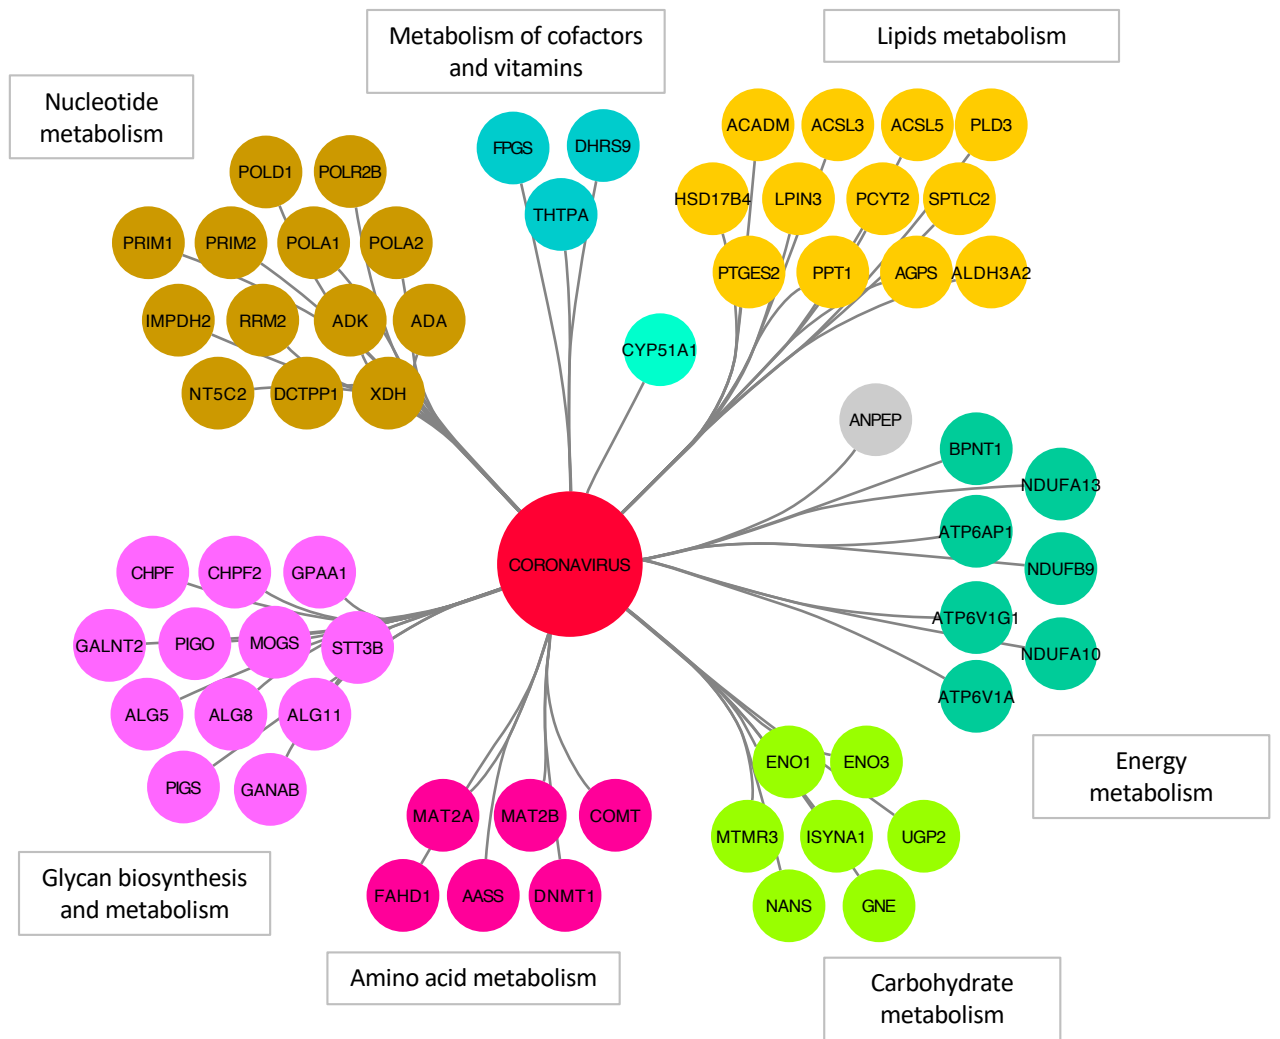 Metabolism of cofactors
and vitamins
Lipids metabolism
Nucleotide
metabolism
FPGS
DHRS9
THTPA
ACADM
ACSL3
ACSL5
PLD3
HSD17B4
LPIN3
PCYT2
SPTLC2
PTGES2
PPT1
AGPS
ALDH3A2
POLD1
POLR2B
PRIM1
PRIM2
POLA1
POLA2
IMPDH2
RRM2
ADK
ADA
NT5C2
DCTPP1
XDH
CYP51A1
ANPEP
BPNT1
NDUFA13
ATP6AP1
NDUFB9
ATP6V1G1
NDUFA10
ATP6V1A
CORONAVIRUS
CHPF
CHPF2
GPAA1
GALNT2
PIGO
MOGS
STT3B
ALG5
ALG8
ALG11
PIGS
GANAB
MAT2A
MAT2B
COMT
FAHD1
AASS
DNMT1
ENO1
ENO3
MTMR3
ISYNA1
UGP2
NANS
GNE
Energy
metabolism
Glycan biosynthesis
and metabolism
Amino acid metabolism
Carbohydrate
metabolism